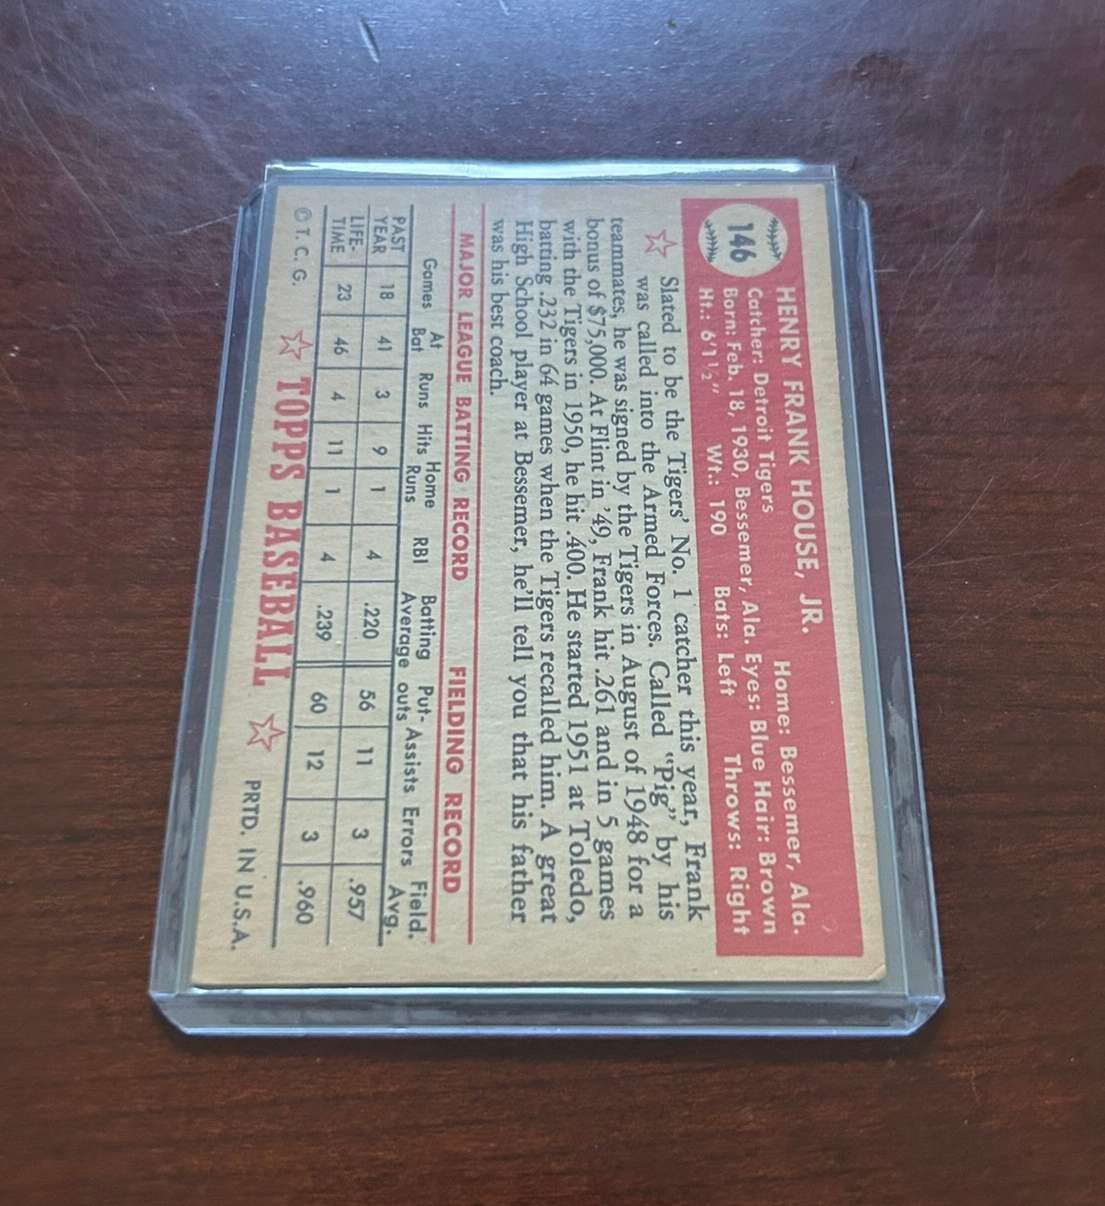 146
HENRY FRANK HOUSE, JR. Home: Bessemer, Ala.
Catcher: Detroit Tigers
Born: Feb. 18, 1930, Bessemer, Ala. Eyes: Blue Hair: Brown
Ht.: 6'1½" Wt.: 190 Bats: Left Throws: Right
Slated to be the Tigers' No. 1 catcher this year, Frank
was called into the Armed Forces. Called "Pig" by his
teammates, he was signed by the Tigers in August of 1948 for a
bonus of $75,000. At Flint in '49, Frank hit .261 and in 5 games
with the Tigers in 1950, he hit .400. He started 1951 at Toledo,
batting .232 in 64 games when the Tigers recalled him. A great
High School player at Bessemer, he'll tell you that his father
was his best coach.
MAJOR LEAGUE BATTING RECORD FIELDING RECORD
Games At Bat Runs Hits Home Runs RBI Batting Average Put-outs Assists Errors Field. Avg.
PAST YEAR 18 41 3 9 1 4 .220 56 11 3 .957
LIFE-TIME 23 46 4 11 1 4 .239 60 12 3 .960
© T. C. G. ☆ TOPPS BASEBALL ☆ PRTD. IN U.S.A.